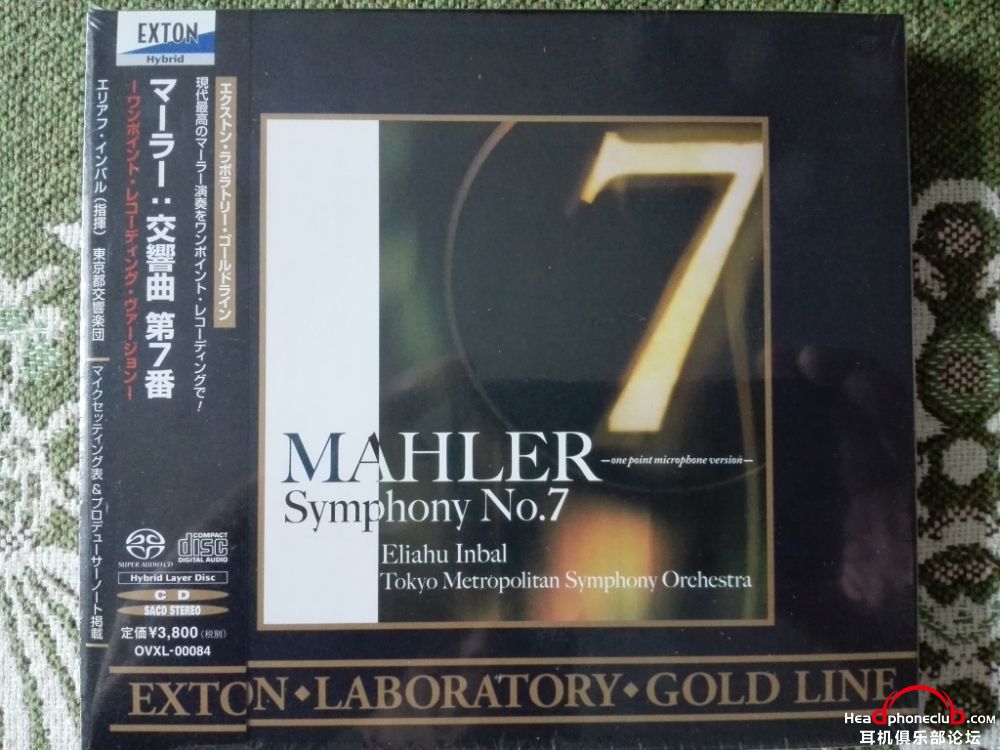 EXTON
Hybrid
エクストン・ラボラトリー・ゴールドライン
現代最高のマーラー演奏をワンポイント・レコーディングで!
マーラー:交響曲 第7番
ーワンポイント・レコーディング・ヴァージョンー
エリアフ・インバル(指揮) 東京都交響楽団
マイクセッティング表&プロデューサーノート掲載
SUPER AUDIO CD
COMPACT
disc
DIGITAL AUDIO
Hybrid Layer Disc
CD
SACD STEREO
定価¥3,800(税別)
OVXL-00084
7
MAHLER
—one point microphone version—
Symphony No.7
Eliahu Inbal
Tokyo Metropolitan Symphony Orchestra
EXTON◆LABORATORY◆GOLD LINE
Headphoneclub.com
耳机俱乐部论坛